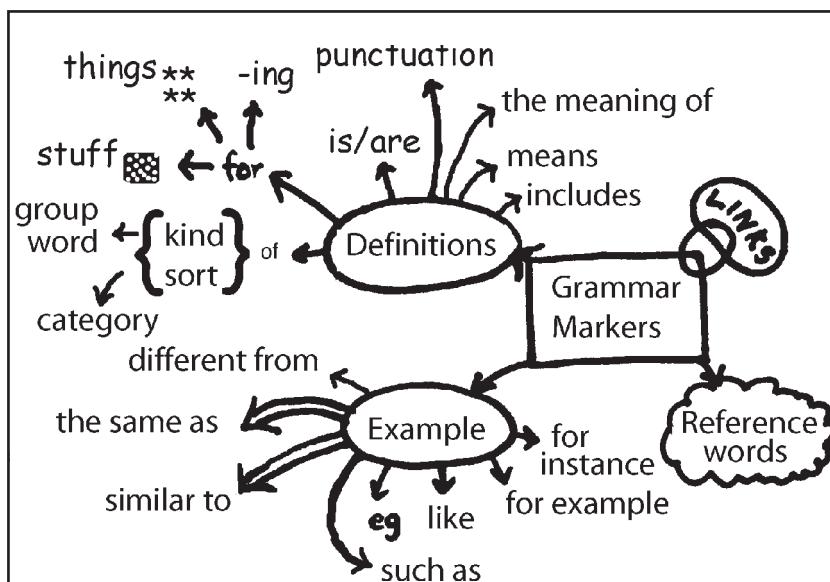 punctuation
things **
**
-ing
the meaning of
is/are
means
stuff
for
includes
group
word
{ kind
sort } of
Definitions
LINKS
Grammar
Markers
category
different from
the same as
Example
for
instance
Reference
words
similar to
eg
like
for example
such as